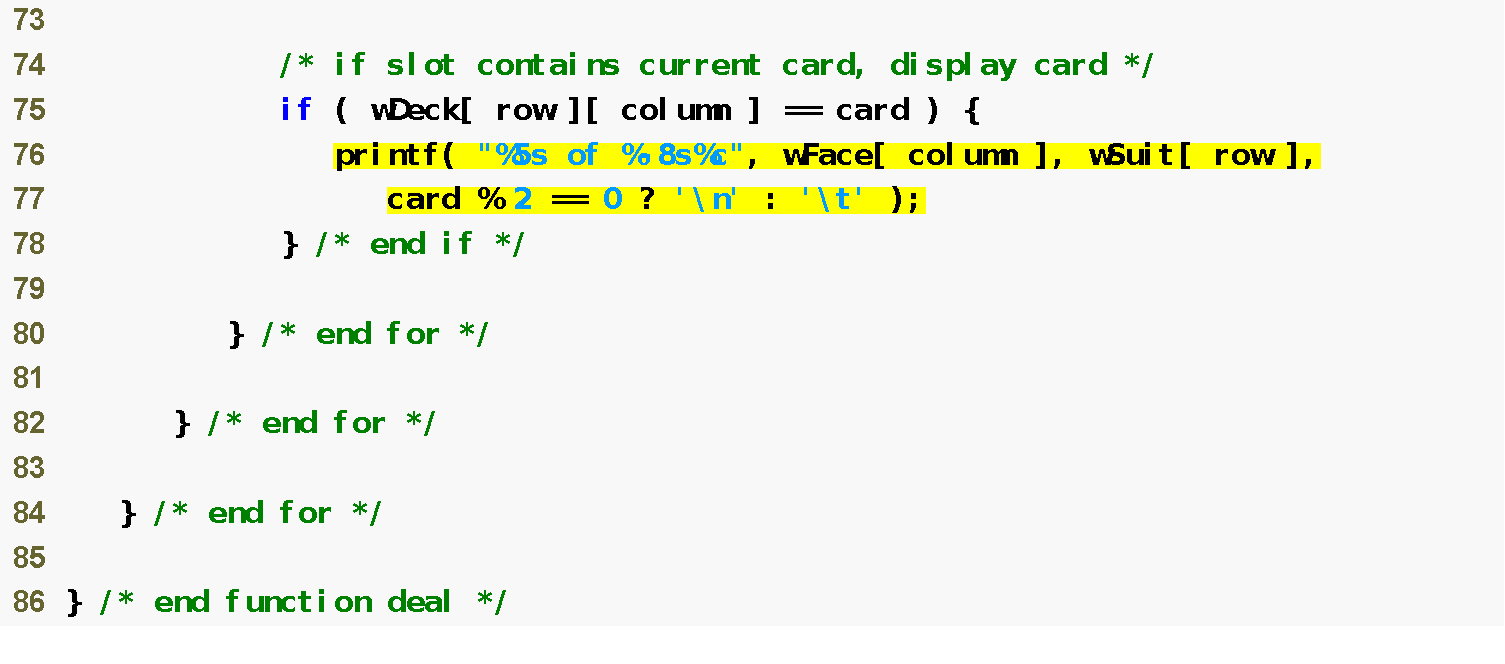 73
74 /* if slot contains current card, display card */
75 if ( wDeck[ row ][ column ] == card ) {
76 printf( "%5s of %-8s%c", wFace[ column ], wSuit[ row ],
77 card % 2 == 0 ? '\n' : '\t' );
78 } /* end if */
79
80 } /* end for */
81
82 } /* end for */
83
84 } /* end for */
85
86 } /* end function deal */